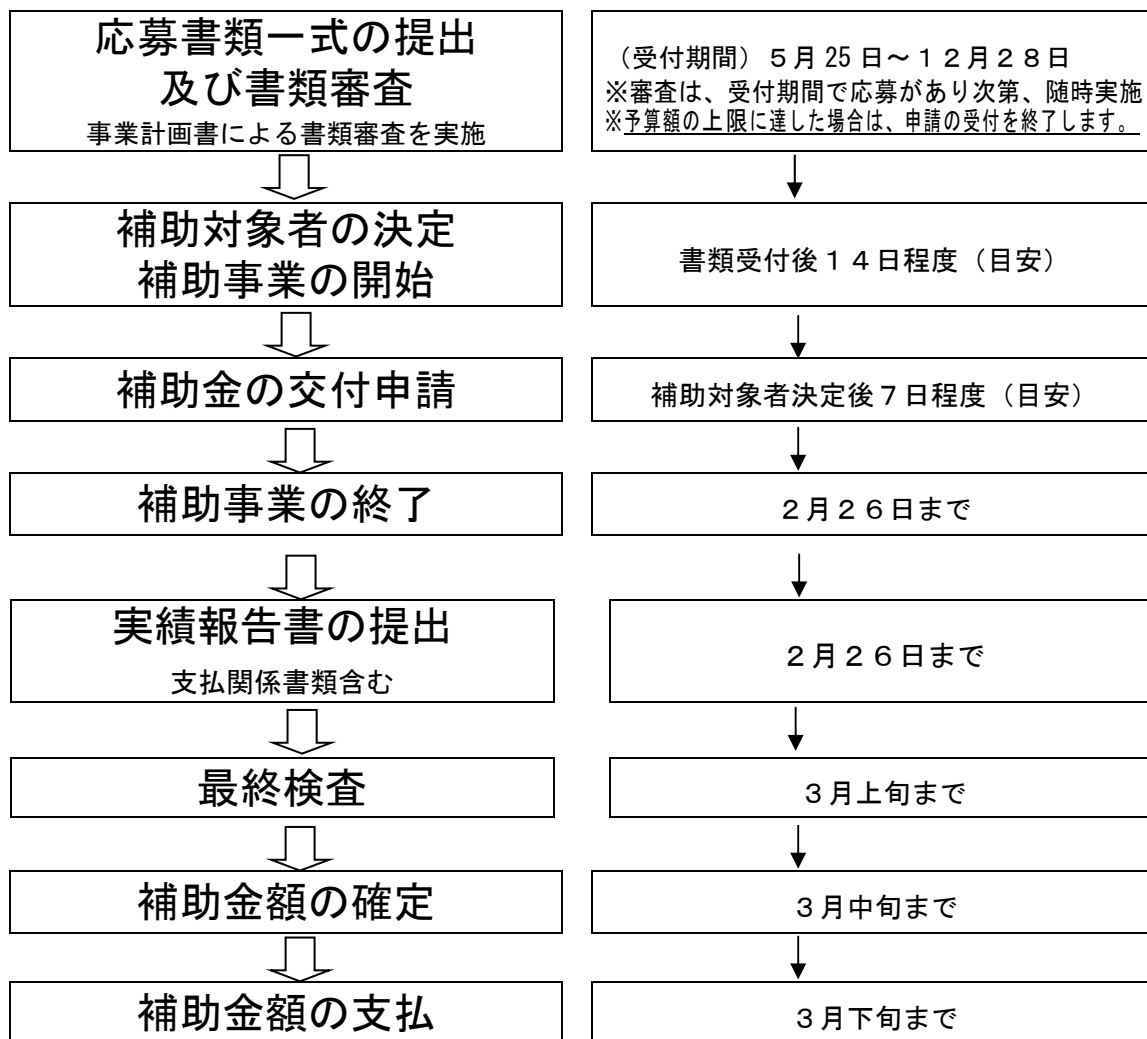 応募書類一式の提出
及び書類審査
事業計画書による書類審査を実施
（受付期間）５月25日～１２月２８日
※審査は、受付期間で応募があり次第、随時実施
※予算額の上限に達した場合は、申請の受付を終了します。
補助対象者の決定
補助事業の開始
書類受付後１４日程度（目安）
補助金の交付申請
補助対象者決定後７日程度（目安）
補助事業の終了
２月２６日まで
実績報告書の提出
支払関係書類含む
２月２６日まで
最終検査
３月上旬まで
補助金額の確定
３月中旬まで
補助金額の支払
３月下旬まで